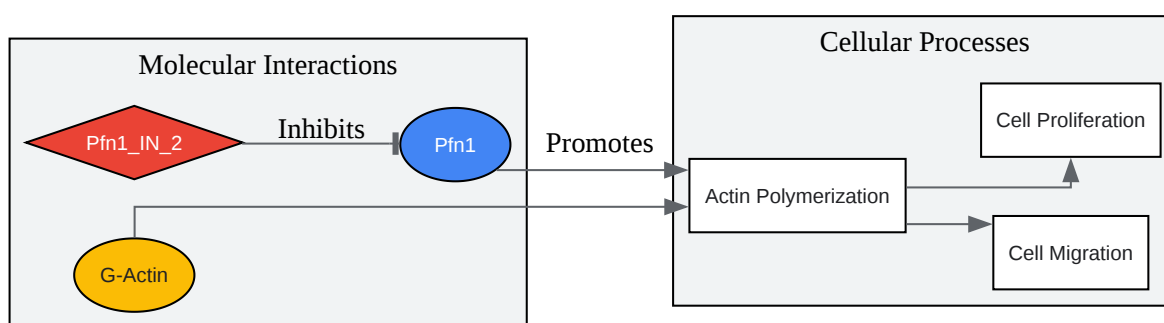 Molecular Interactions
Pfn1_IN_2
Inhibits
Pfn1
G-Actin
Promotes
Cellular Processes
Actin Polymerization
Cell Proliferation
Cell Migration